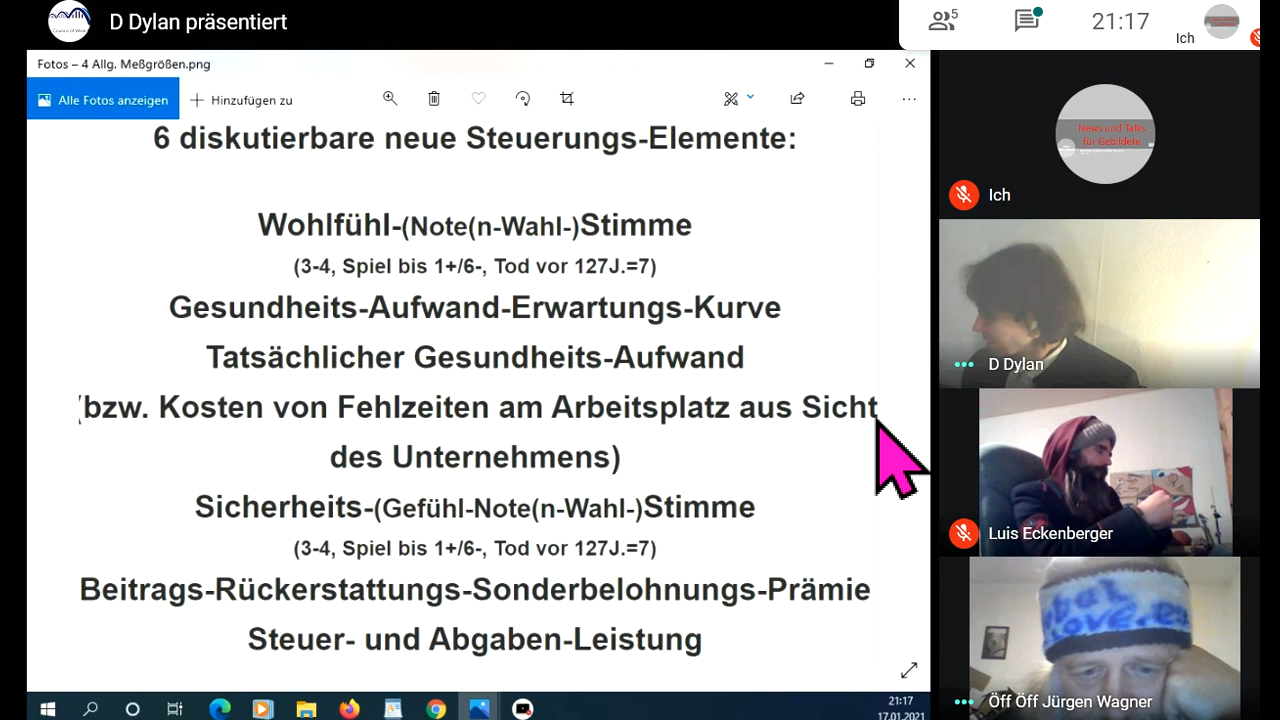 D Dylan präsentiert
5
21:17
Ich
Fotos – 4 Allg. Meßgrößen.png
Alle Fotos anzeigen
Hinzufügen zu
6 diskutierbare neue Steuerungs-Elemente:
Wohlfühl-(Note(n-Wahl-)Stimme
(3-4, Spiel bis 1+/6-, Tod vor 127J.=7)
Gesundheits-Aufwand-Erwartungs-Kurve
Tatsächlicher Gesundheits-Aufwand
(bzw. Kosten von Fehlzeiten am Arbeitsplatz aus Sicht
des Unternehmens)
Sicherheits-(Gefühl-Note(n-Wahl-)Stimme
(3-4, Spiel bis 1+/6-, Tod vor 127J.=7)
Beitrags-Rückerstattungs-Sonderbelohnungs-Prämie
Steuer- und Abgaben-Leistung
21:17
17.01.2021
News und Talks
für Gebildete
Ich
D Dylan
Luis Eckenberger
Öff Öff Jürgen Wagner